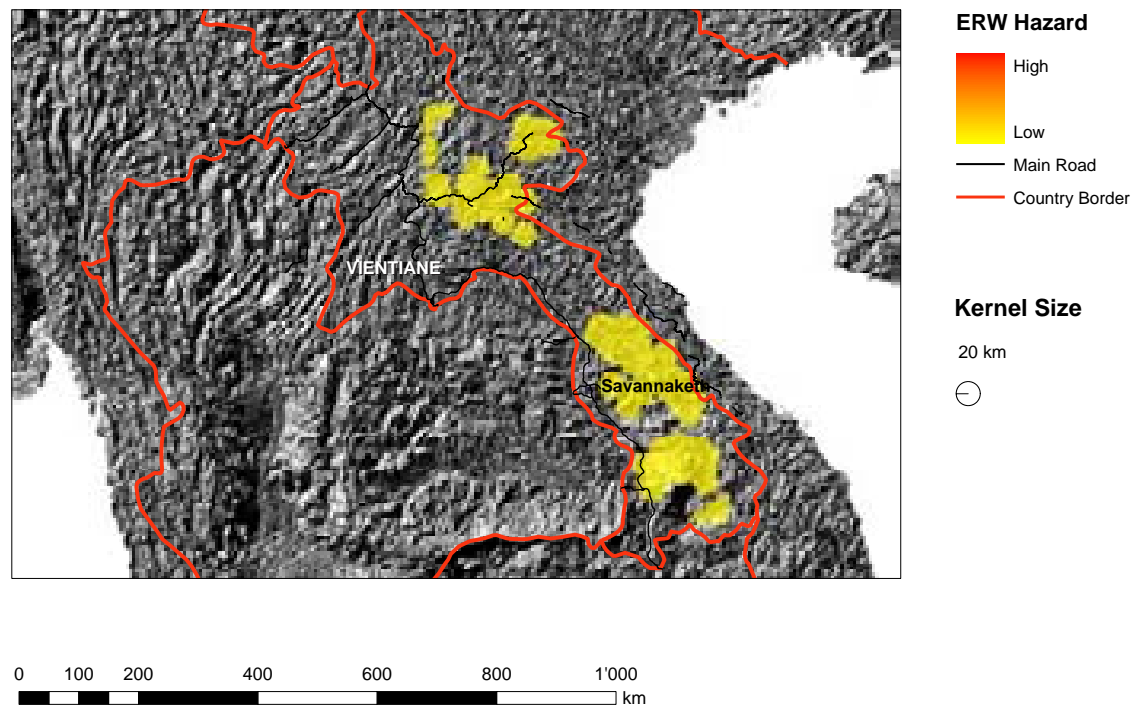 ERW Hazard
High
Low
Main Road
Country Border
VIENTIANE
Kernel Size
20 km
Savannaketh
0 100 200 400 600 800 1'000
km